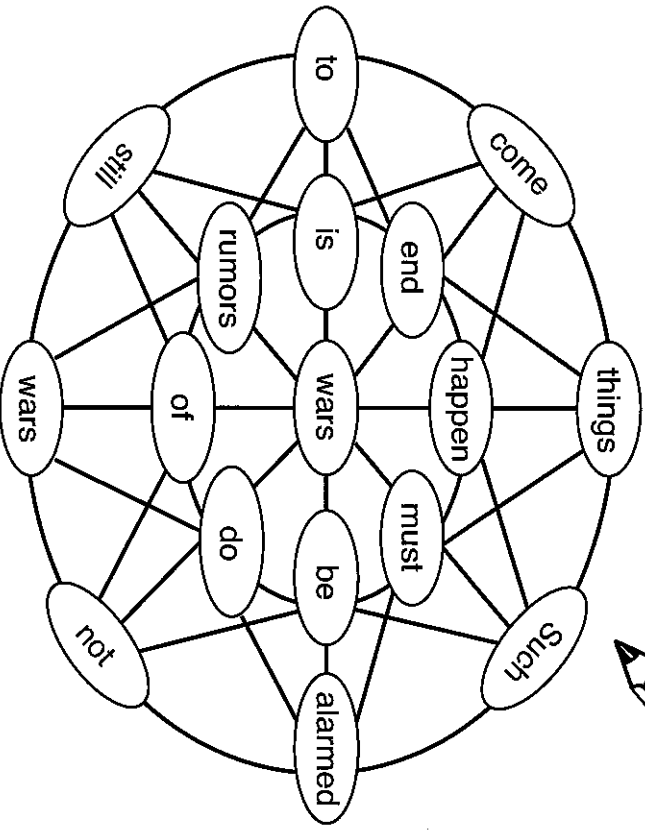 things
come Such
happen
end must
to is wars be alarmed
rumors do
of
still not
wars